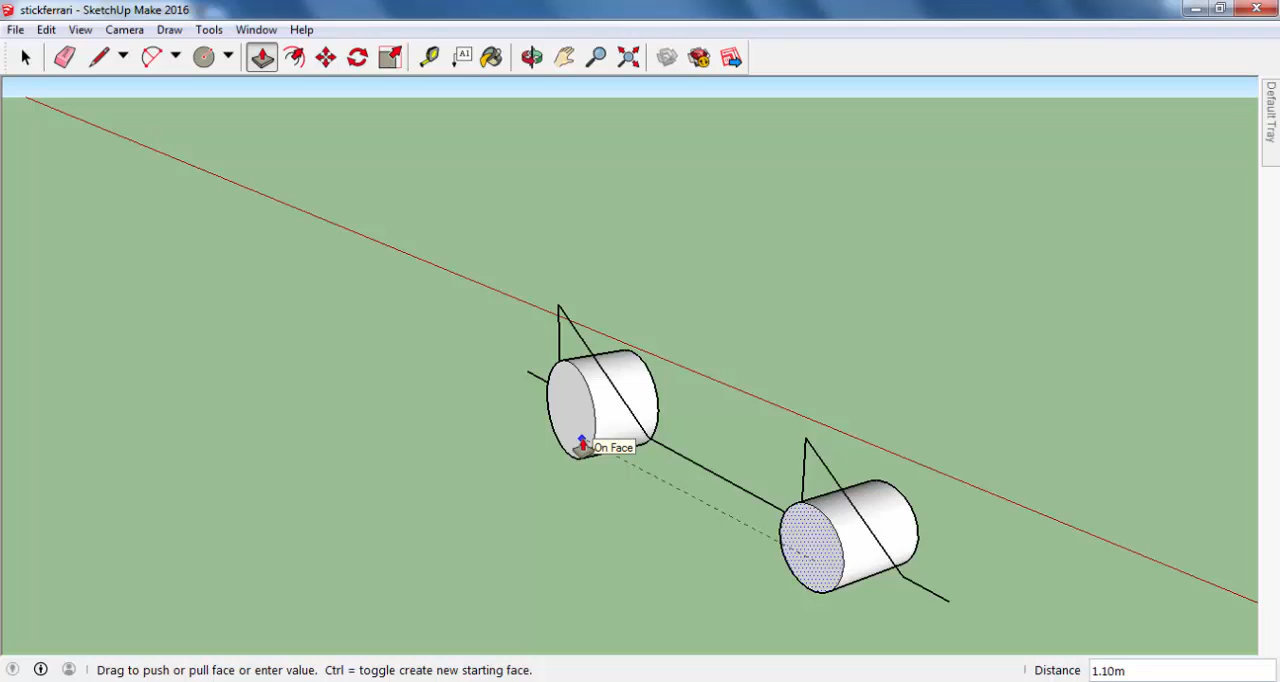 stickferrari - SketchUp Make 2016
File Edit View Camera Draw Tools Window Help
A1
Default Tray
On Face
Drag to push or pull face or enter value. Ctrl = toggle create new starting face.
Distance 1.10m